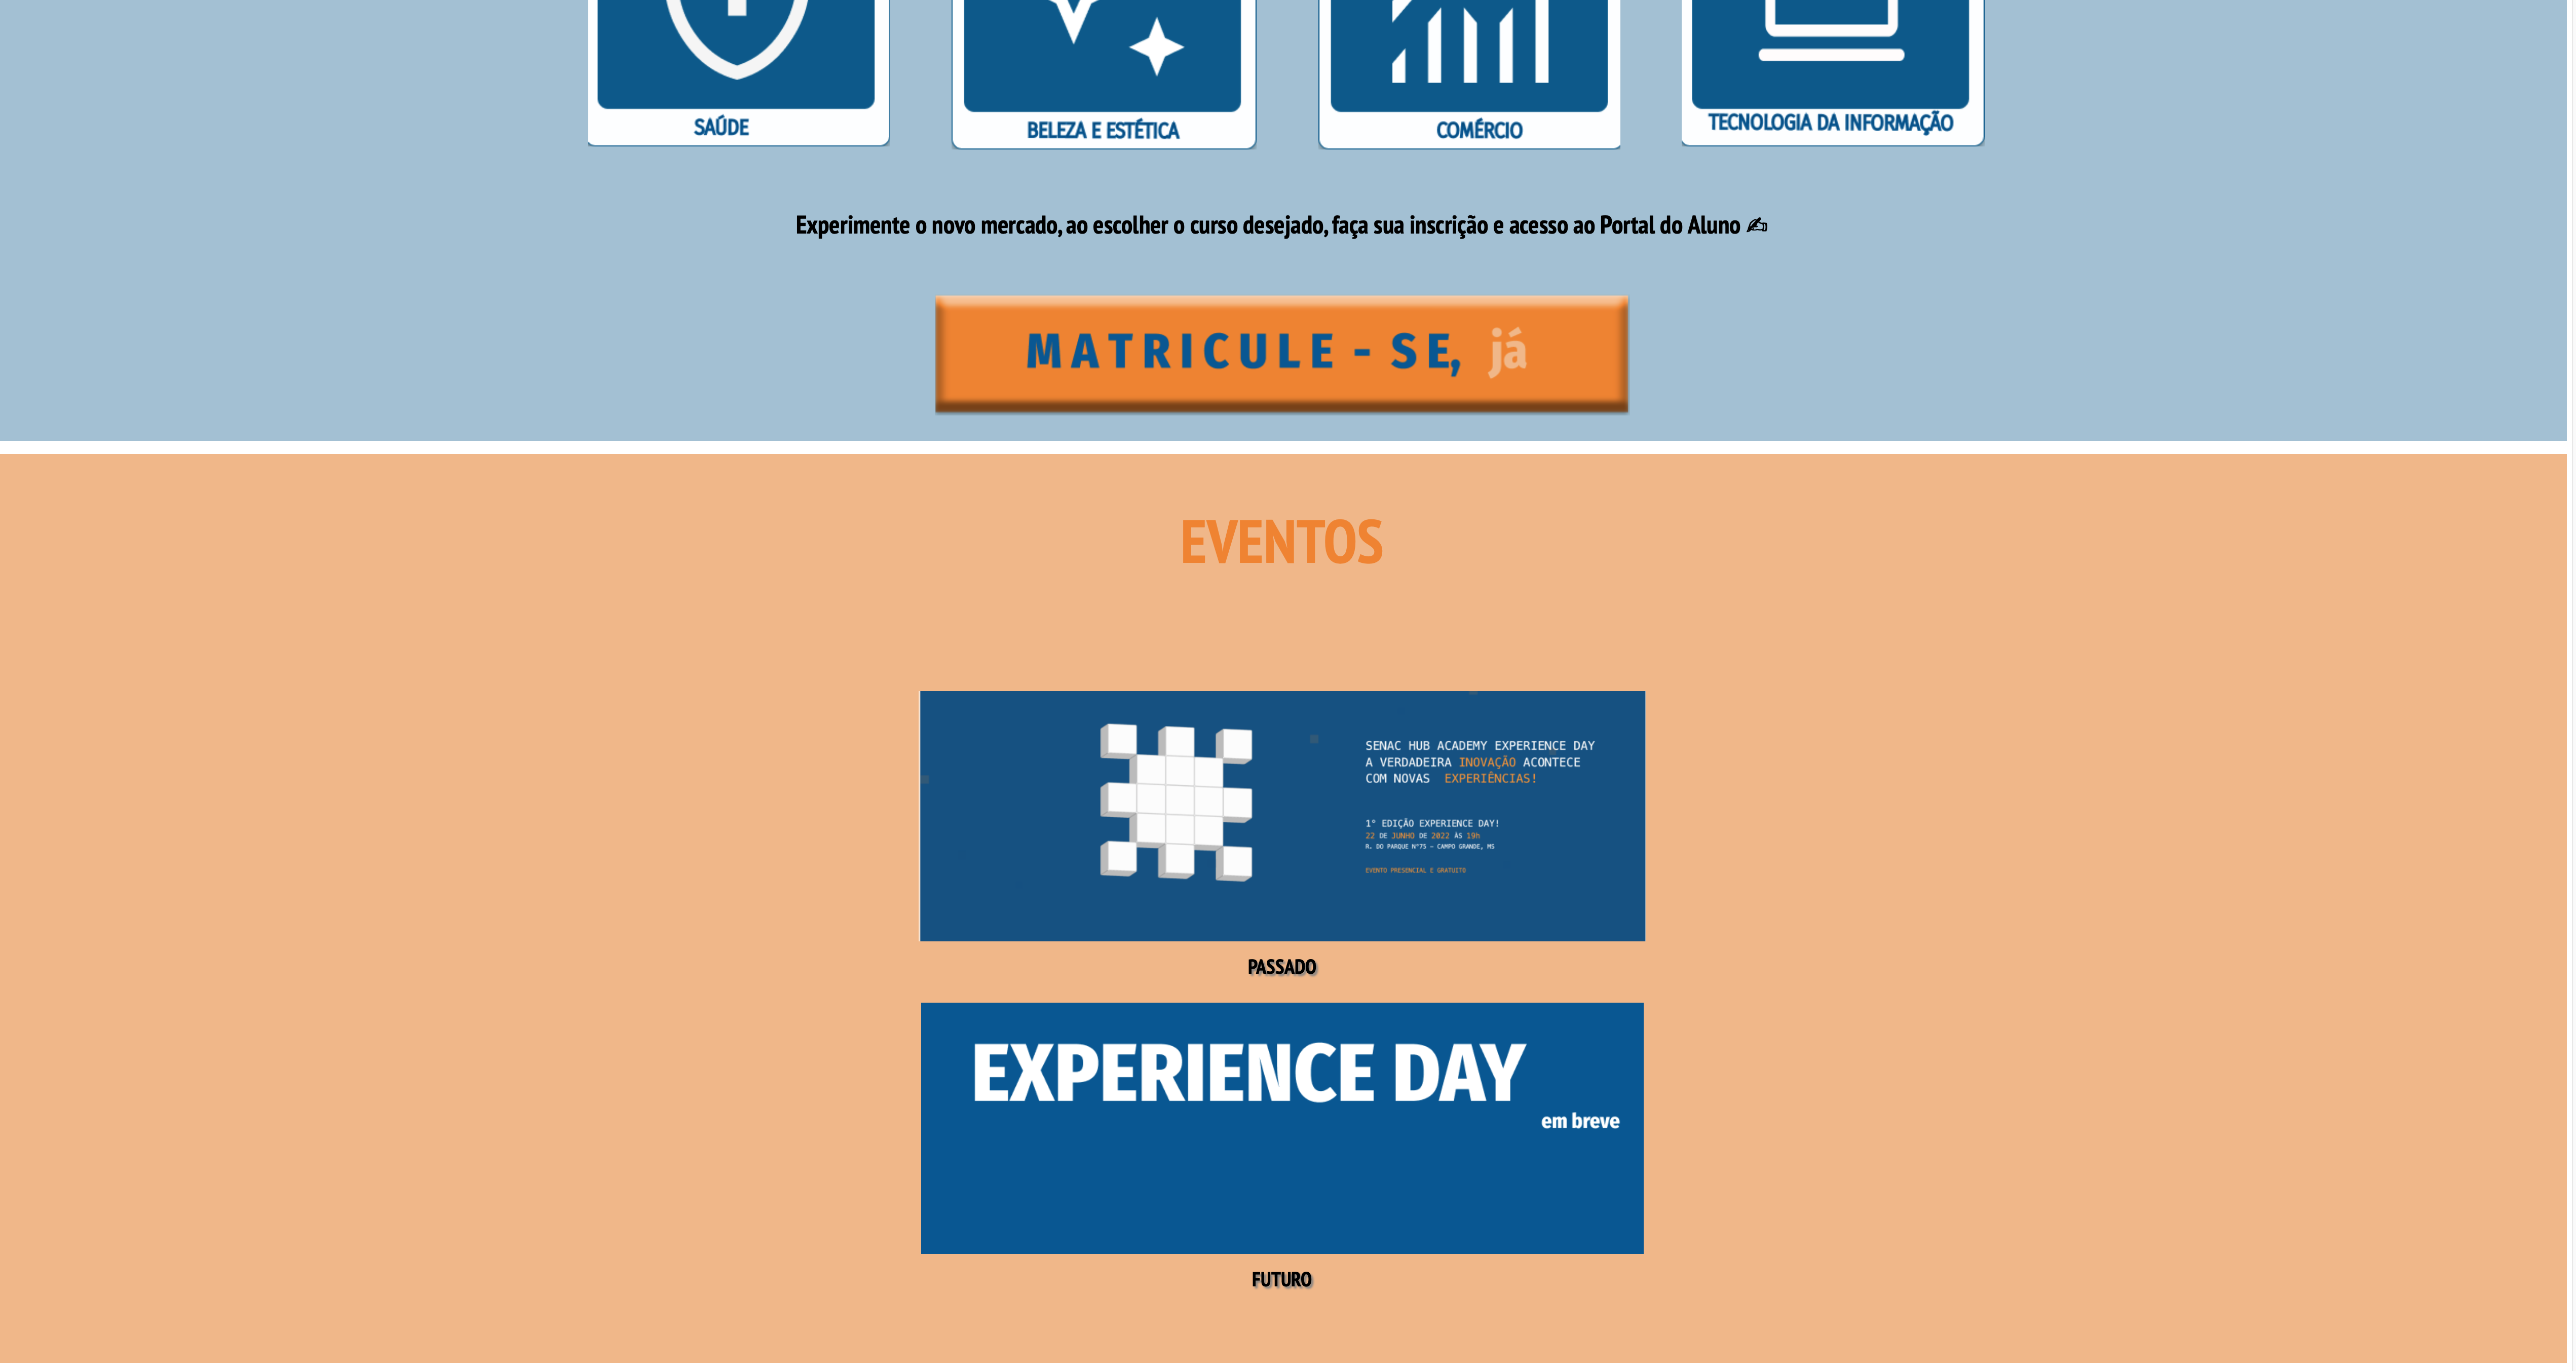 SAÚDE
BELEZA E ESTÉTICA
COMÉRCIO
TECNOLOGIA DA INFORMAÇÃO
Experimente o novo mercado, ao escolher o curso desejado, faça sua inscrição e acesso ao Portal do Aluno ✍
MATRICULE - SE, já
EVENTOS
SENAC HUB ACADEMY EXPERIENCE DAY
A VERDADEIRA INOVAÇÃO ACONTECE
COM NOVAS EXPERIÊNCIAS!
1º EDIÇÃO EXPERIENCE DAY!
22 DE JUNHO DE 2022 ÀS 19h
R. DO PARQUE Nº75 – CAMPO GRANDE, MS
EVENTO PRESENCIAL E GRATUITO
PASSADO
EXPERIENCE DAY
em breve
FUTURO